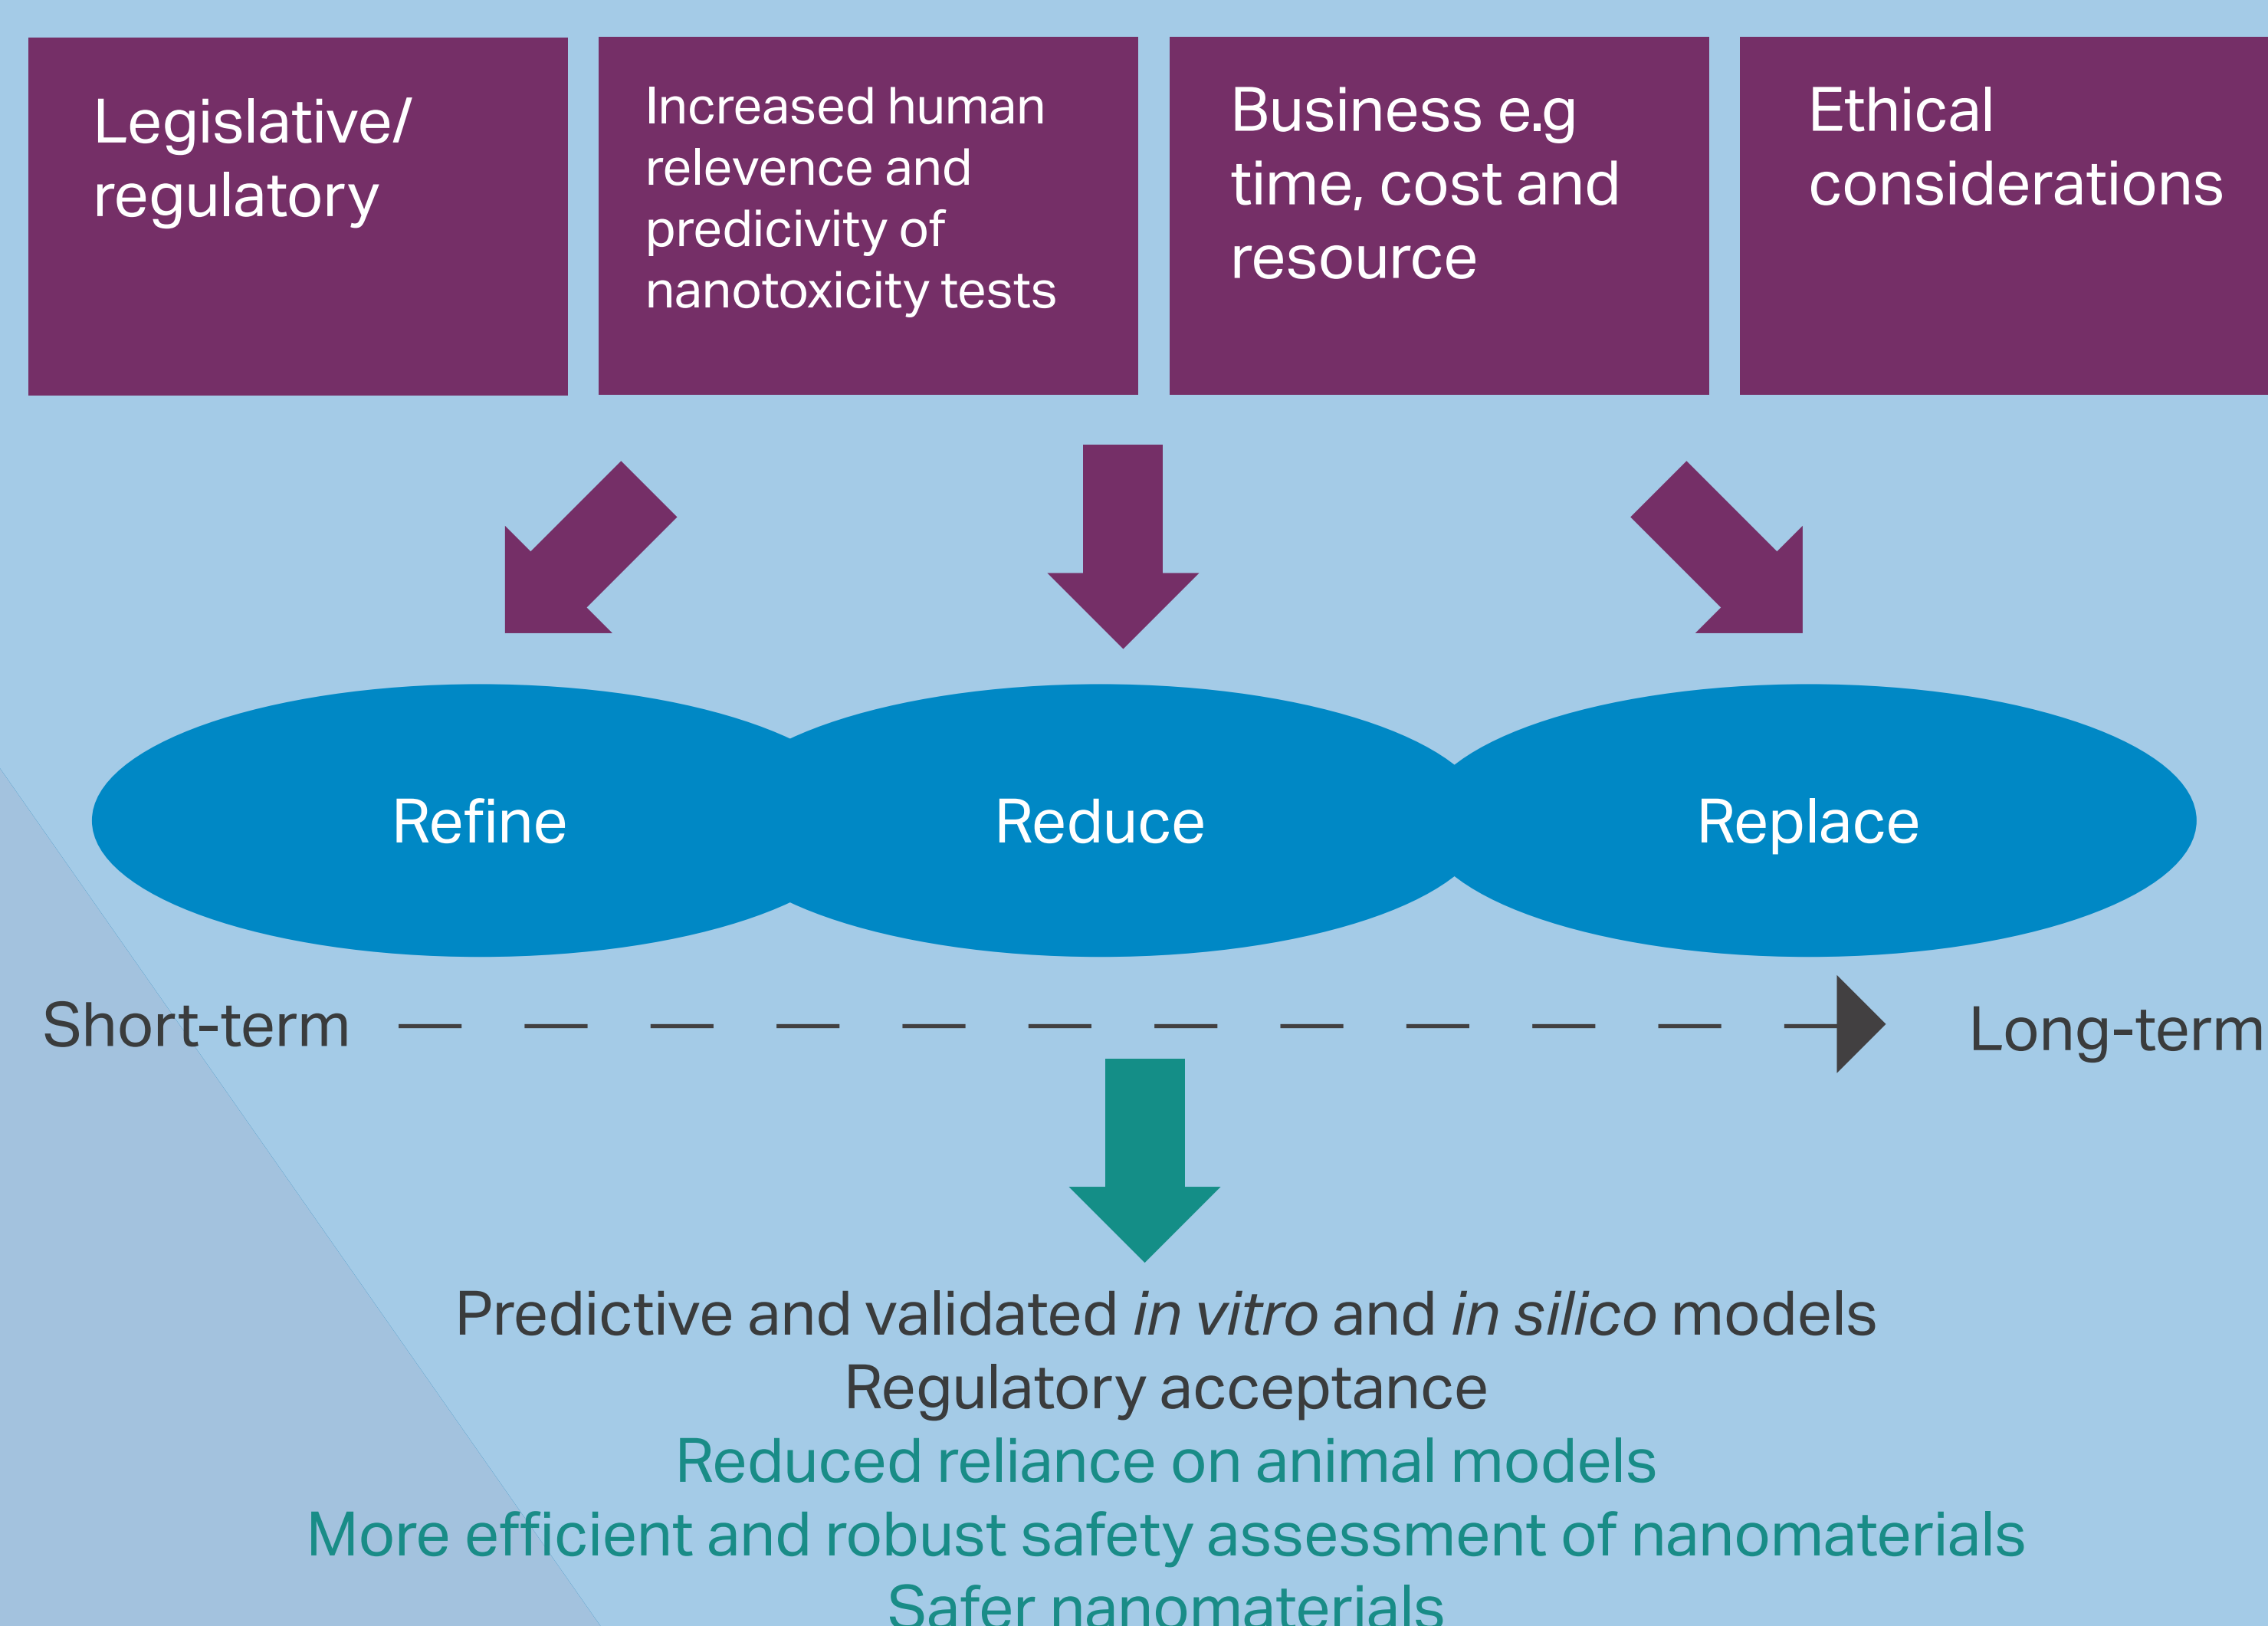 Legislative/
regulatory
Increased human
relevence and
predicivity of
nanotoxicity tests
Business e.g
time, cost and
resource
Ethical
considerations
Refine
Reduce
Replace
Short-term
Long-term
Predictive and validated in vitro and in silico models
Regulatory acceptance
Reduced reliance on animal models
More efficient and robust safety assessment of nanomaterials
Safer nanomaterials